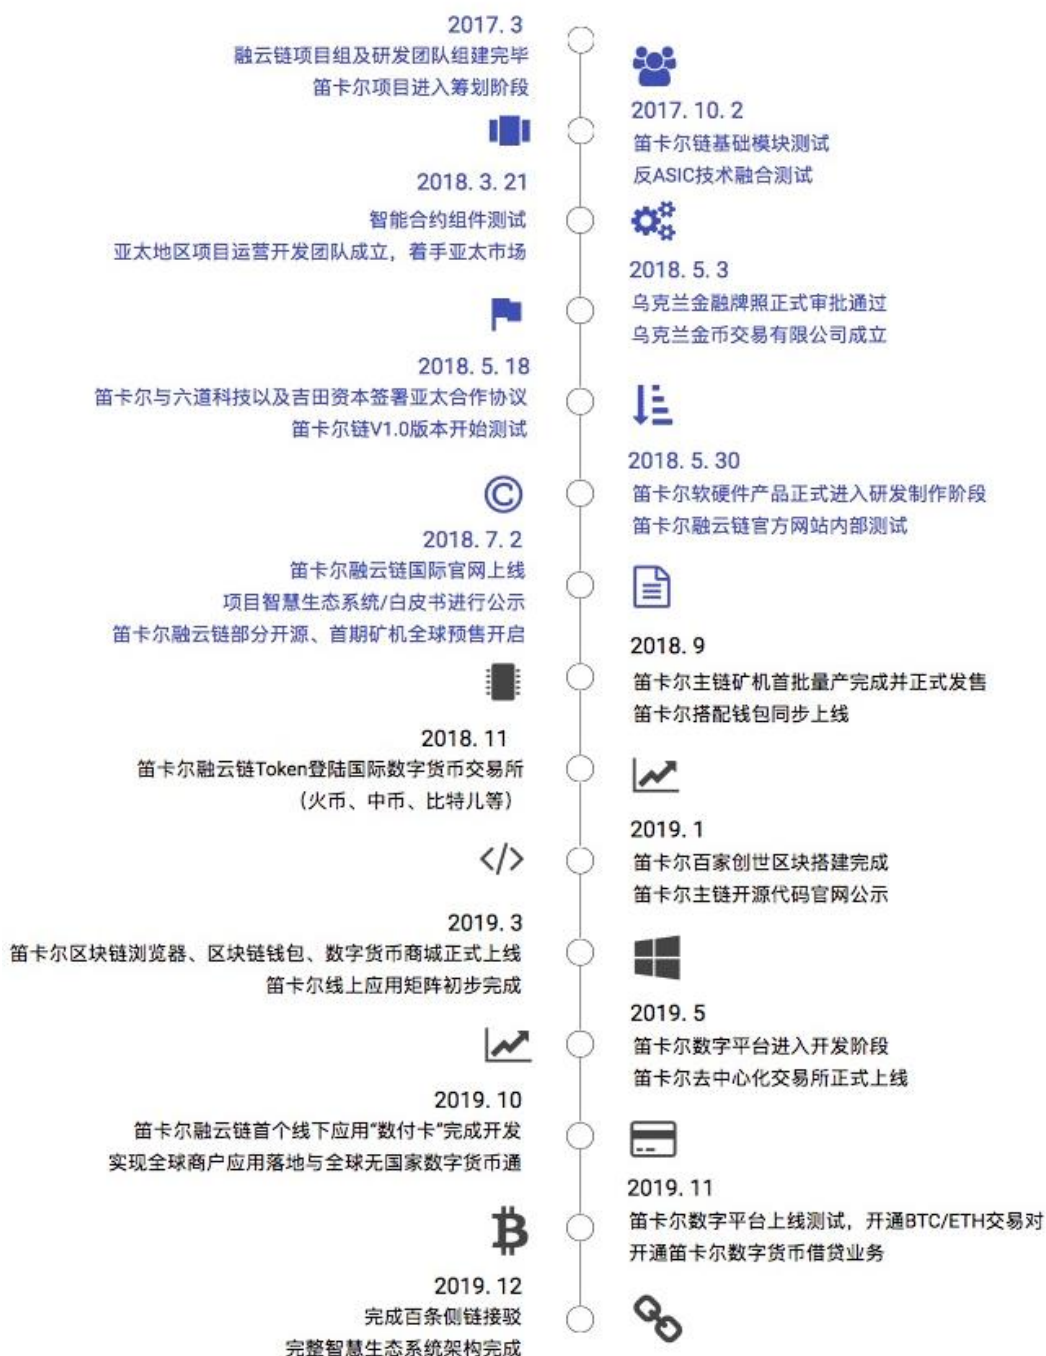 2017. 3
融云链项目组及研发团队组建完毕
笛卡尔项目进入筹划阶段
2017. 10. 2
笛卡尔链基础模块测试
反ASIC技术融合测试
2018. 3. 21
智能合约组件测试
亚太地区项目运营开发团队成立，着手亚太市场
2018. 5. 3
乌克兰金融牌照正式审批通过
乌克兰金币交易有限公司成立
2018. 5. 18
笛卡尔与六道科技以及吉田资本签署亚太合作协议
笛卡尔链V1.0版本开始测试
2018. 5. 30
笛卡尔软硬件产品正式进入研发制作阶段
笛卡尔融云链官方网站内部测试
2018. 7. 2
笛卡尔融云链国际官网上线
项目智慧生态系统/白皮书进行公示
笛卡尔融云链部分开源、首期矿机全球预售开启
2018. 9
笛卡尔主链矿机首批量产完成并正式发售
笛卡尔搭配钱包同步上线
2018. 11
笛卡尔融云链Token登陆国际数字货币交易所
（火币、中币、比特儿等）
2019. 1
笛卡尔百家创世区块搭建完成
笛卡尔主链开源代码官网公示
2019. 3
笛卡尔区块链浏览器、区块链钱包、数字货币商城正式上线
笛卡尔线上应用矩阵初步完成
2019. 5
笛卡尔数字平台进入开发阶段
笛卡尔去中心化交易所正式上线
2019. 10
笛卡尔融云链首个线下应用“数付卡”完成开发
实现全球商户应用落地与全球无国家数字货币通
2019. 11
笛卡尔数字平台上线测试，开通BTC/ETH交易对
开通笛卡尔数字货币借贷业务
2019. 12
完成百条侧链接驳
完整智慧生态系统架构完成